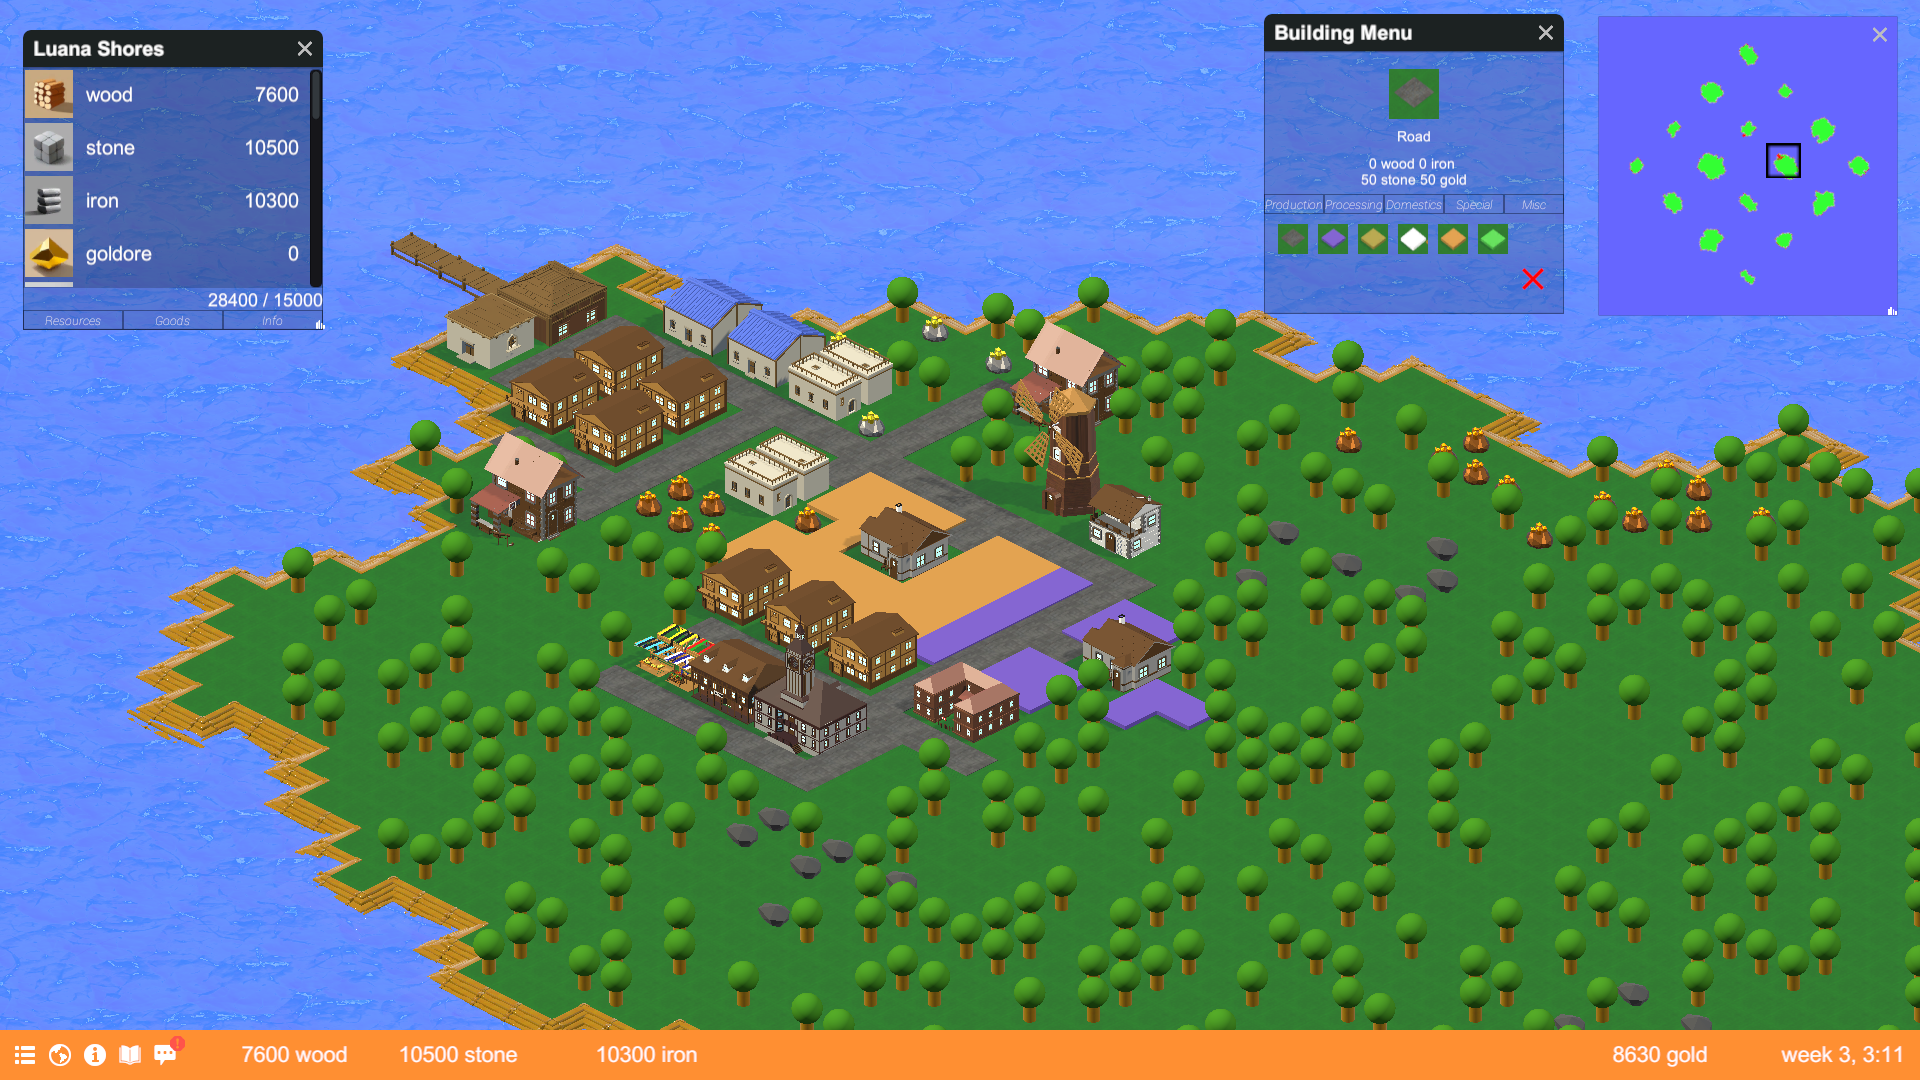 Luana Shores
wood 7600
stone 10500
iron 10300
goldore 0
28400 / 15000
Resources Goods Info
Building Menu
Road
0 wood 0 iron
50 stone 50 gold
Production Processing Domestics Special Misc
7600 wood 10500 stone 10300 iron 8630 gold week 3, 3:11